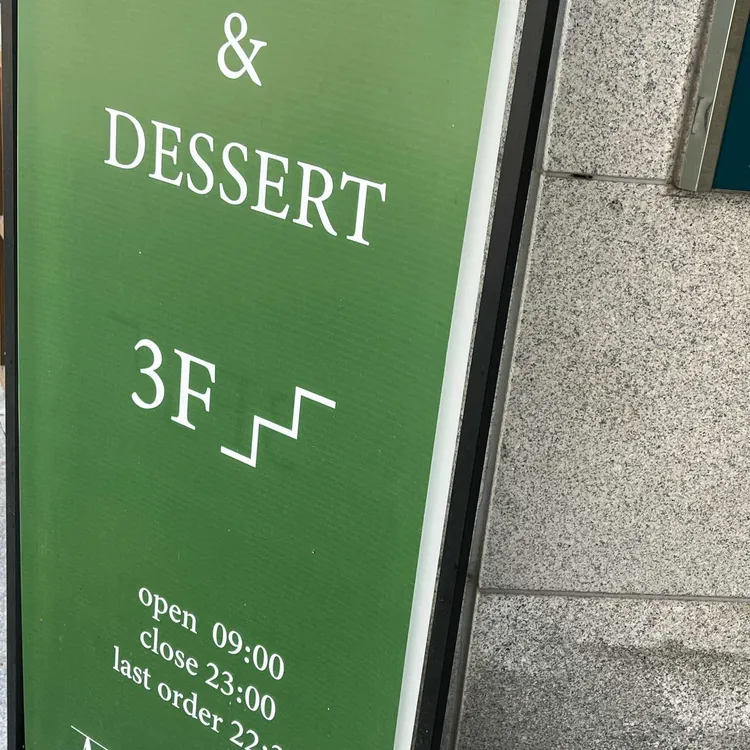 &
DESSERT
3F
open 09:00
close 23:00
last order